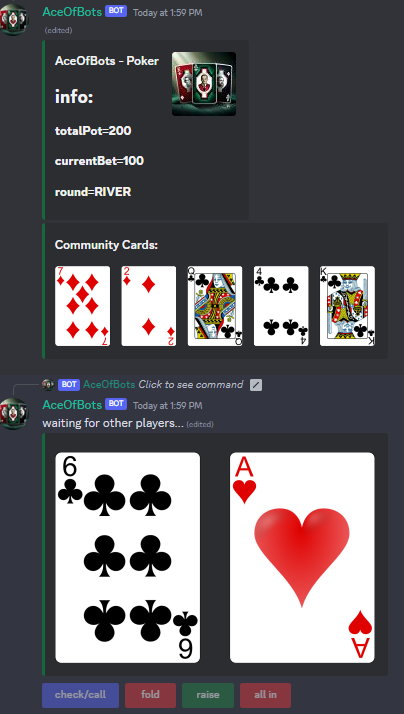 AceOfBots BOT Today at 1:59 PM
(edited)
AceOfBots - Poker
info:
totalPot=200
currentBet=100
round=RIVER
Community Cards:
7 2 Q 4 K
7 2 Q 4 K
BOT AceOfBots Click to see command
AceOfBots BOT Today at 1:59 PM
waiting for other players... (edited)
6 A
6 A
check/call fold raise all in